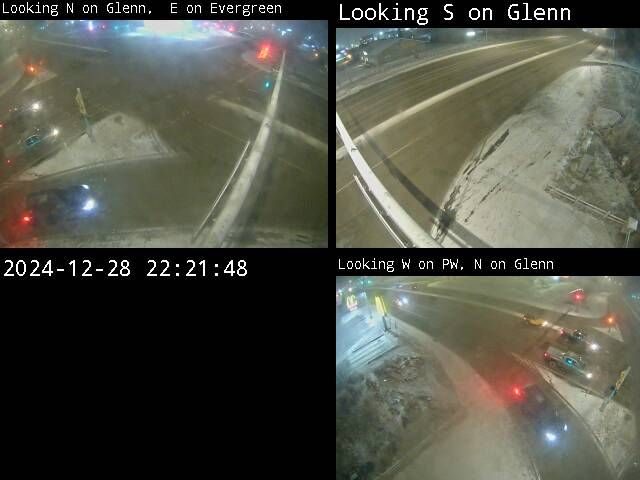 Looking N on Glenn,  E on Evergreen
Looking S on Glenn
2024-12-28 22:21:48
Looking W on PW, N on Glenn